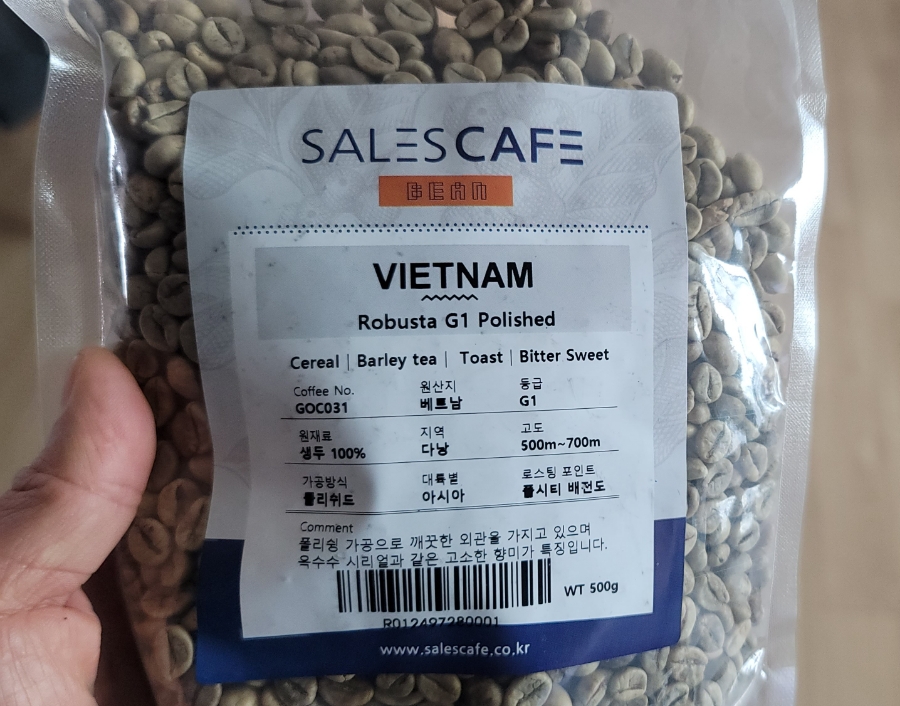 SALESCAFE
BEAN
VIETNAM
Robusta G1 Polished
Cereal | Barley tea | Toast | Bitter Sweet
Coffee No. 원산지 등급
GOC031 베트남 G1
원재료 지역 고도
생두 100% 다낭 500m~700m
가공방식 대륙별 로스팅 포인트
폴리쉬드 아시아 풀시티 배전도
Comment
폴리슁 가공으로 깨끗한 외관을 가지고 있으며
옥수수 시리얼과 같은 고소한 향미가 특징입니다.
WT 500g
R012497280001
www.salescafe.co.kr